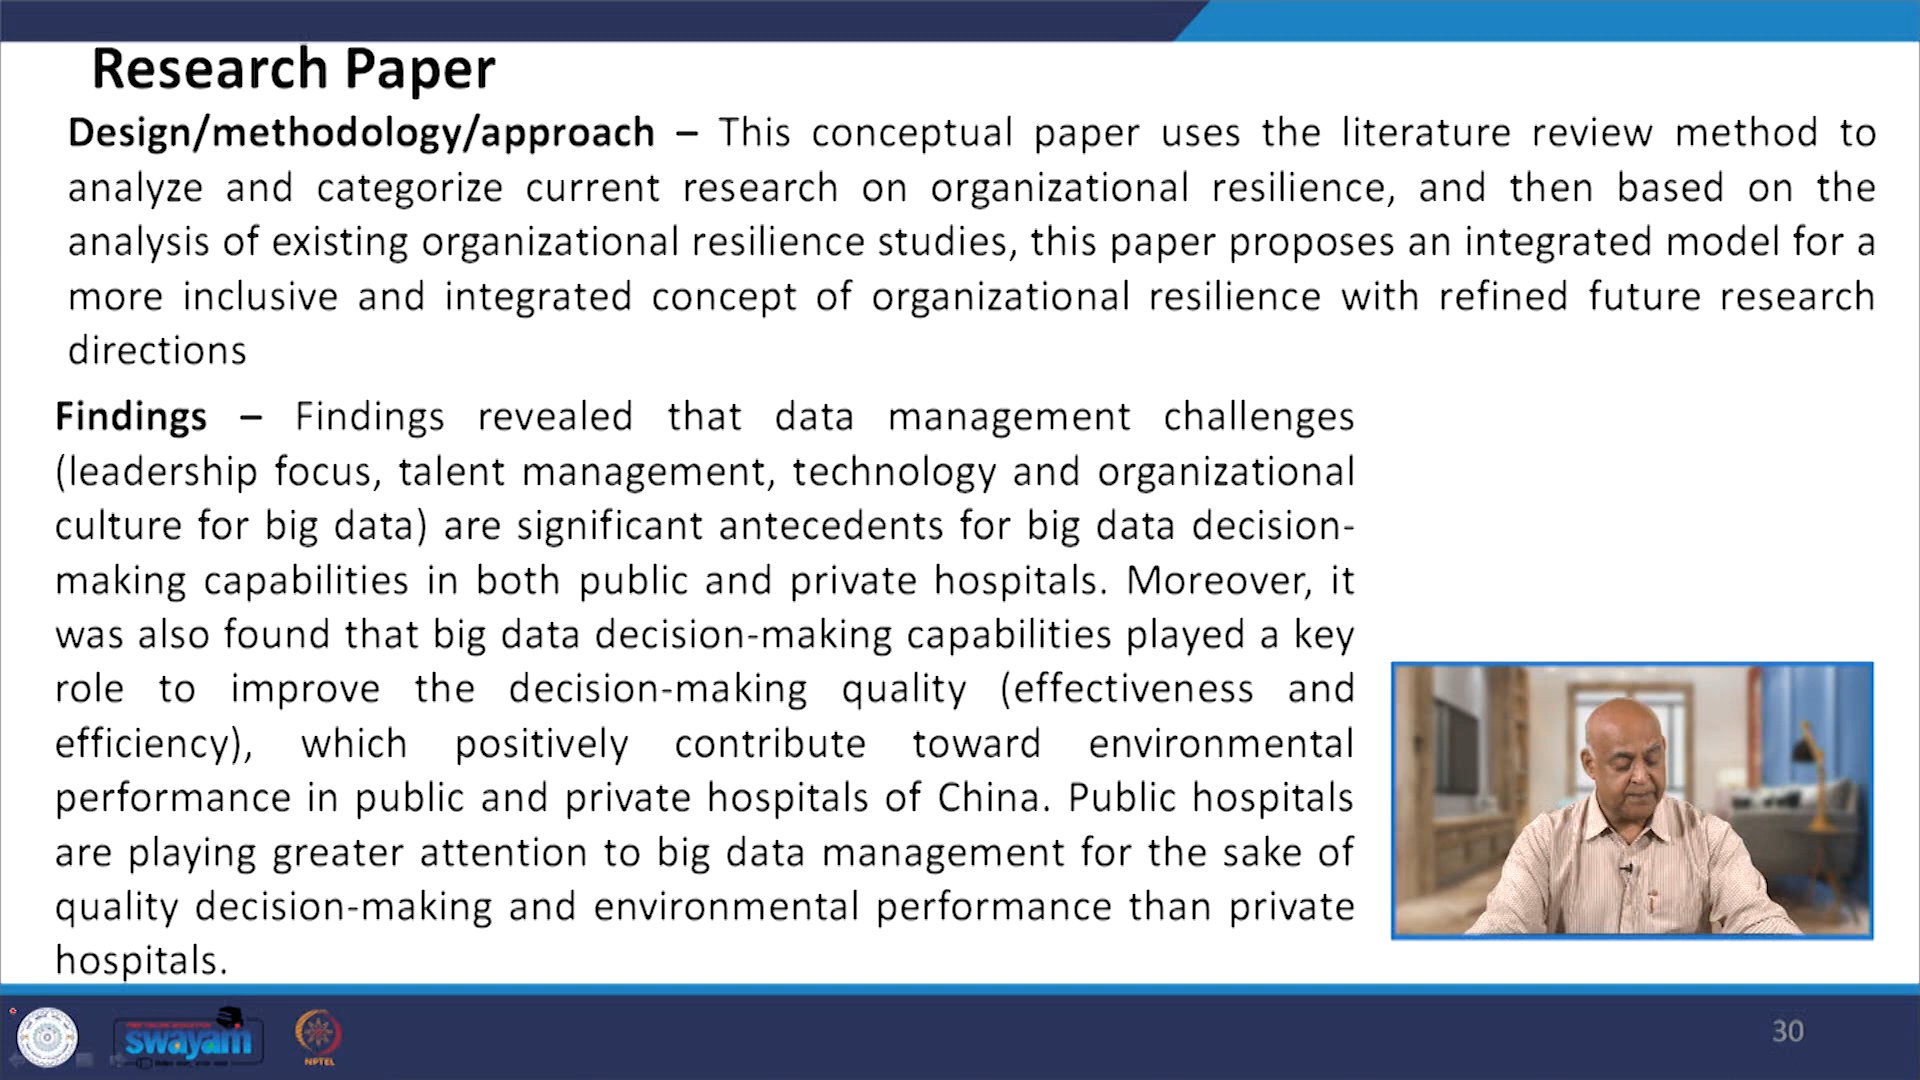 Research Paper
Design/methodology/approach – This conceptual paper uses the literature review method to
analyze and categorize current research on organizational resilience, and then based on the
analysis of existing organizational resilience studies, this paper proposes an integrated model for a
more inclusive and integrated concept of organizational resilience with refined future research
directions
Findings – Findings revealed that data management challenges
(leadership focus, talent management, technology and organizational
culture for big data) are significant antecedents for big data decision-
making capabilities in both public and private hospitals. Moreover, it
was also found that big data decision-making capabilities played a key
role to improve the decision-making quality (effectiveness and
efficiency), which positively contribute toward environmental
performance in public and private hospitals of China. Public hospitals
are playing greater attention to big data management for the sake of
quality decision-making and environmental performance than private
hospitals.
swayam
NPTEL
30